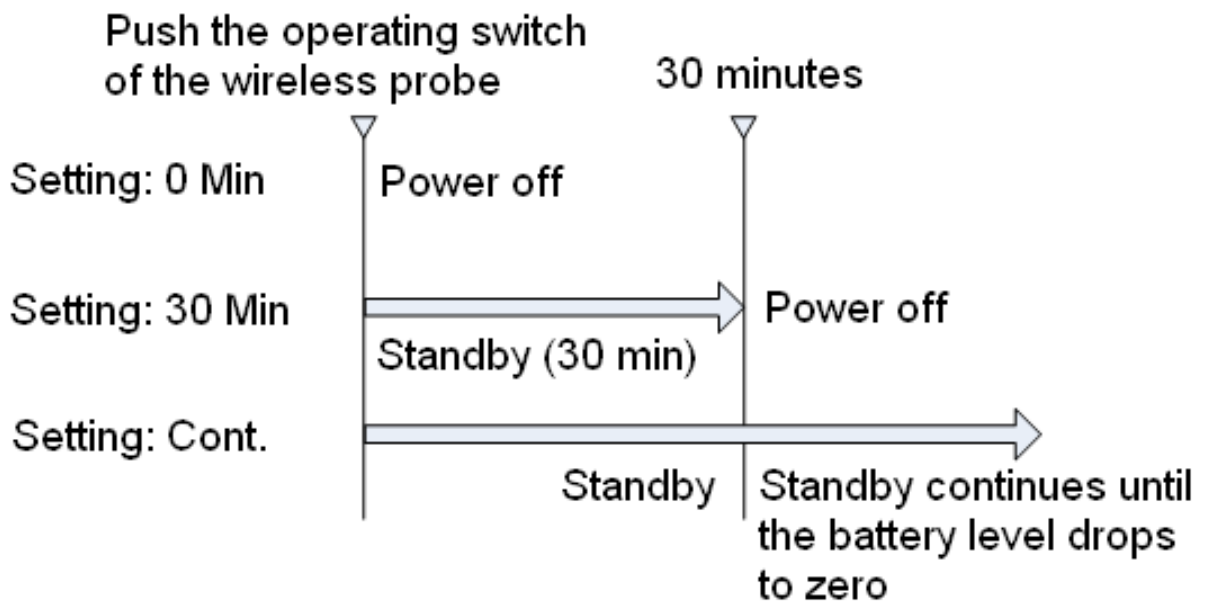 Push the operating switch
of the wireless probe
30 minutes
Setting: 0 Min
Power off
Setting: 30 Min
Power off
Standby (30 min)
Setting: Cont.
Standby
Standby continues until
the battery level drops
to zero